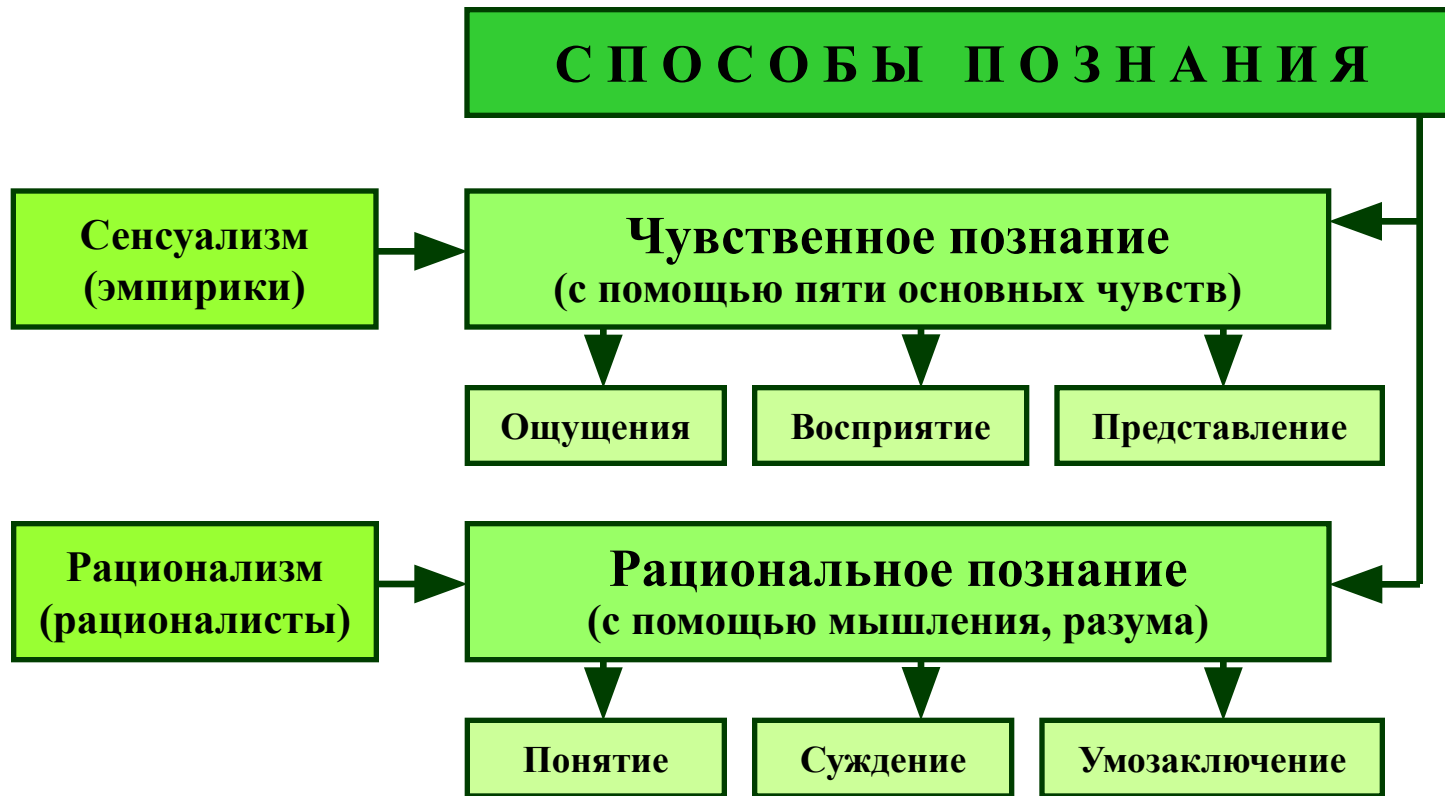 СПОСОБЫ ПОЗНАНИЯ
Сенсуализм
(эмпирики)
Чувственное познание
(с помощью пяти основных чувств)
Ощущения
Восприятие
Представление
Рационализм
(рационалисты)
Рациональное познание
(с помощью мышления, разума)
Понятие
Суждение
Умозаключение